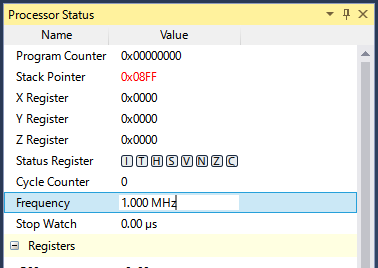 Processor Status
Name Value
Program Counter 0x00000000
Stack Pointer 0x08FF
X Register 0x0000
Y Register 0x0000
Z Register 0x0000
Status Register I T H S V N Z C
Cycle Counter 0
Frequency 1.000 MHz
Stop Watch 0.00 µs
Registers